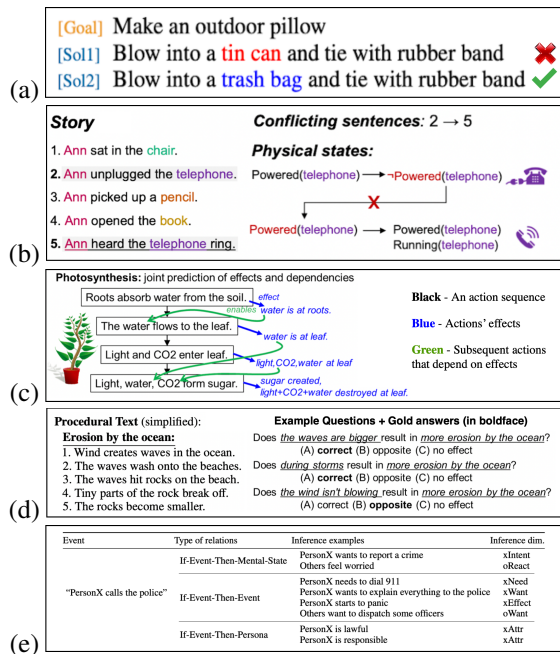 (a)
[Goal] Make an outdoor pillow
[Sol1] Blow into a tin can and tie with rubber band
[Sol2] Blow into a trash bag and tie with rubber band
(b)
Story
1. Ann sat in the chair.
2. Ann unplugged the telephone.
3. Ann picked up a pencil.
4. Ann opened the book.
5. Ann heard the telephone ring.
Conflicting sentences: 2 → 5
Physical states:
Powered(telephone) → ¬Powered(telephone)
X
Powered(telephone) → Powered(telephone)
Running(telephone)
(c)
Photosynthesis: joint prediction of effects and dependencies
Roots absorb water from the soil.
effect
enables
water is at roots.
The water flows to the leaf.
water is at leaf.
Light and CO2 enter leaf.
light,CO2,water at leaf
Light, water, CO2 form sugar.
sugar created,
light+CO2+water destroyed at leaf.
Black - An action sequence
Blue - Actions' effects
Green - Subsequent actions
that depend on effects
(d)
Procedural Text (simplified):
Erosion by the ocean:
1. Wind creates waves in the ocean.
2. The waves wash onto the beaches.
3. The waves hit rocks on the beach.
4. Tiny parts of the rock break off.
5. The rocks become smaller.
Example Questions + Gold answers (in boldface)
Does the waves are bigger result in more erosion by the ocean?
(A) correct (B) opposite (C) no effect
Does during storms result in more erosion by the ocean?
(A) correct (B) opposite (C) no effect
Does the wind isn't blowing result in more erosion by the ocean?
(A) correct (B) opposite (C) no effect
(e)
Event Type of relations Inference examples Inference dim.
"PersonX calls the police"
If-Event-Then-Mental-State
PersonX wants to report a crime xIntent
Others feel worried oReact
If-Event-Then-Event
PersonX needs to dial 911 xNeed
PersonX wants to explain everything to the police xWant
PersonX starts to panic xEffect
Others want to dispatch some officers oWant
If-Event-Then-Persona
PersonX is lawful xAttr
PersonX is responsible xAttr